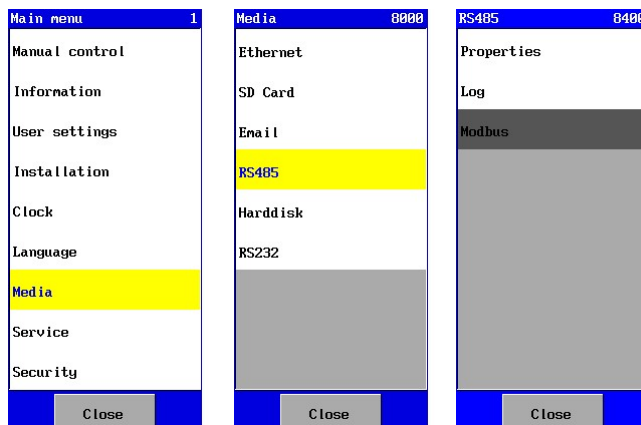 Main menu 1
Manual control
Information
User settings
Installation
Clock
Language
Media
Service
Security
Close
Media 8000
Ethernet
SD Card
Email
RS485
Harddisk
RS232
Close
RS485 8400
Properties
Log
Modbus
Close